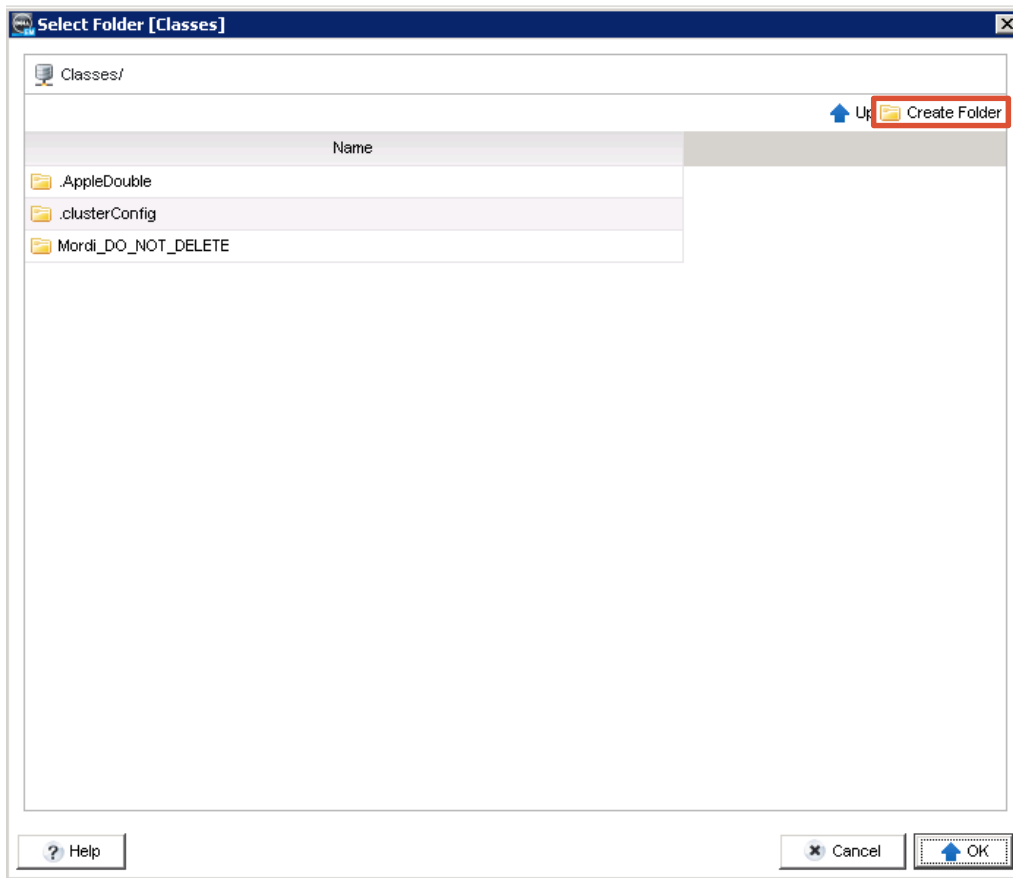 Select Folder [Classes]
Classes/
Up Create Folder
Name
.AppleDouble
.clusterConfig
Mordi_DO_NOT_DELETE
? Help Cancel OK